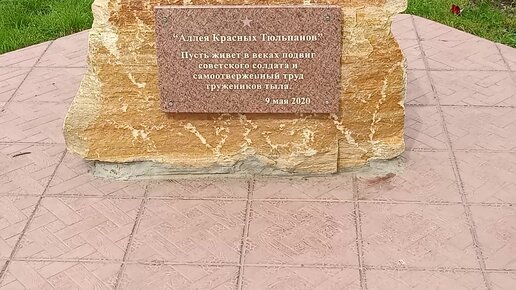 "Аллея Красных Тюльпанов"
Пусть живет в веках подвиг
советского солдата и
самоотверженный труд
тружеников тыла.
9 мая 2020